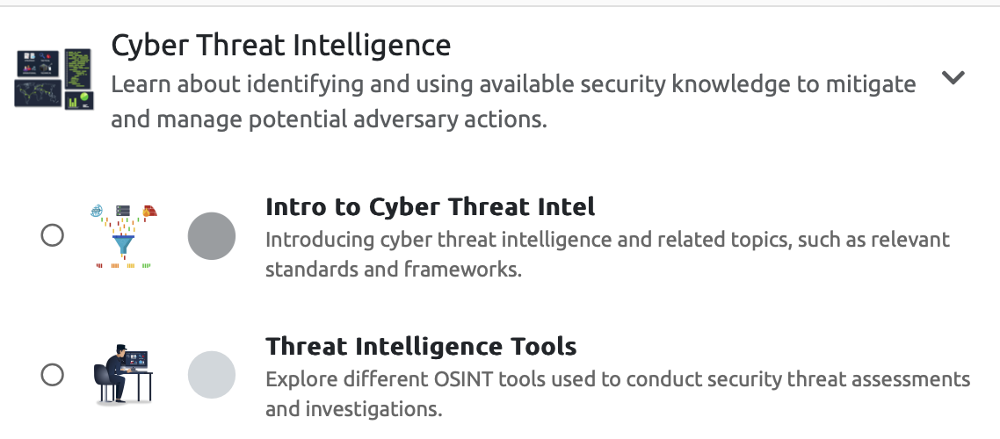 Cyber Threat Intelligence
Learn about identifying and using available security knowledge to mitigate
and manage potential adversary actions.
Intro to Cyber Threat Intel
Introducing cyber threat intelligence and related topics, such as relevant
standards and frameworks.
Threat Intelligence Tools
Explore different OSINT tools used to conduct security threat assessments
and investigations.